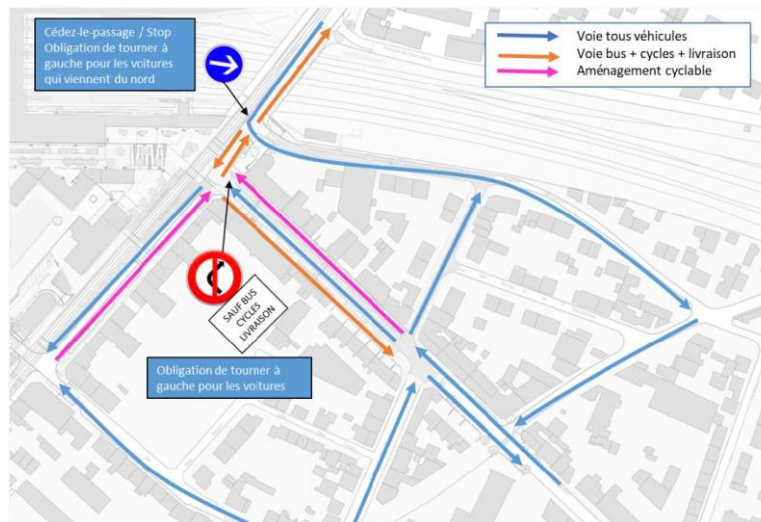 Cédez-le-passage / Stop
Obligation de tourner à
gauche pour les voitures
qui viennent du nord
Voie tous véhicules
Voie bus + cycles + livraison
Aménagement cyclable
SAUF BUS
CYCLES
LIVRAISON
Obligation de tourner à
gauche pour les voitures